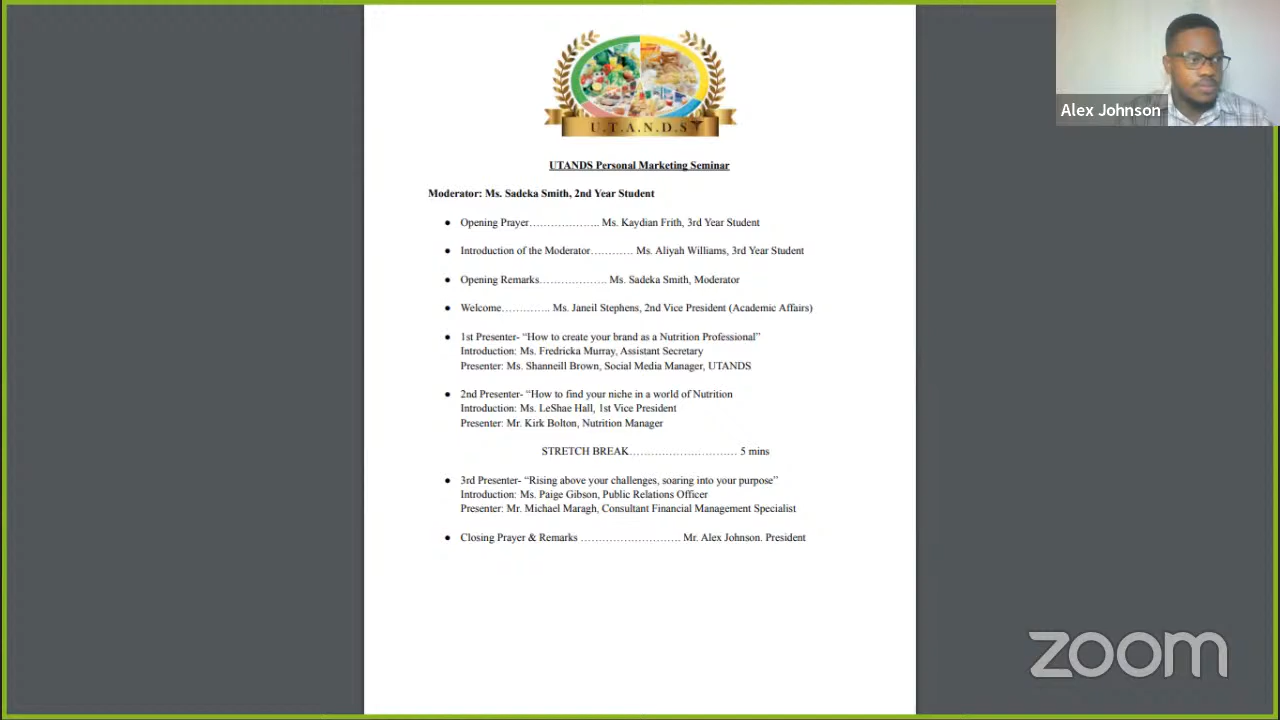 Alex Johnson
U.T.A.N.D.S
UTANDS Personal Marketing Seminar
Moderator: Ms. Sadeka Smith, 2nd Year Student
● Opening Prayer……………….. Ms. Kaydian Frith, 3rd Year Student
● Introduction of the Moderator………… Ms. Aliyah Williams, 3rd Year Student
● Opening Remarks………………. Ms. Sadeka Smith, Moderator
● Welcome………….. Ms. Janeil Stephens, 2nd Vice President (Academic Affairs)
● 1st Presenter- “How to create your brand as a Nutrition Professional”
Introduction: Ms. Fredricka Murray, Assistant Secretary
Presenter: Ms. Shanneill Brown, Social Media Manager, UTANDS
● 2nd Presenter- “How to find your niche in a world of Nutrition
Introduction: Ms. LeShae Hall, 1st Vice President
Presenter: Mr. Kirk Bolton, Nutrition Manager
STRETCH BREAK………………………… 5 mins
● 3rd Presenter- “Rising above your challenges, soaring into your purpose”
Introduction: Ms. Paige Gibson, Public Relations Officer
Presenter: Mr. Michael Maragh, Consultant Financial Management Specialist
● Closing Prayer & Remarks ………………………. Mr. Alex Johnson. President
zoom